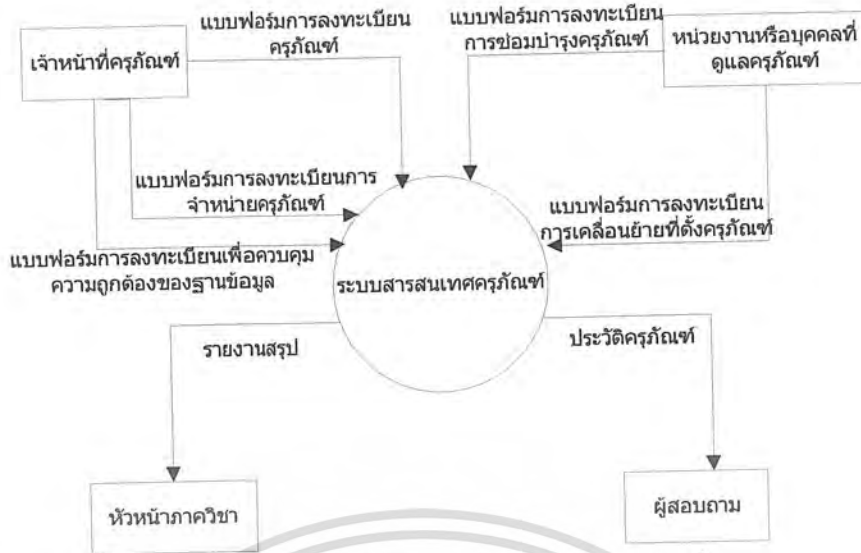 แบบฟอร์มการลงทะเบียน
ครุภัณฑ์
แบบฟอร์มการลงทะเบียน
การซ่อมบำรุงครุภัณฑ์
เจ้าหน้าที่ครุภัณฑ์
หน่วยงานหรือบุคคลที่
ดูแลครุภัณฑ์
แบบฟอร์มการลงทะเบียนการ
จำหน่ายครุภัณฑ์
แบบฟอร์มการลงทะเบียน
การเคลื่อนย้ายที่ตั้งครุภัณฑ์
แบบฟอร์มการลงทะเบียนเพื่อควบคุม
ความถูกต้องของฐานข้อมูล
ระบบสารสนเทศครุภัณฑ์
รายงานสรุป
ประวัติครุภัณฑ์
หัวหน้าภาควิชา
ผู้สอบถาม